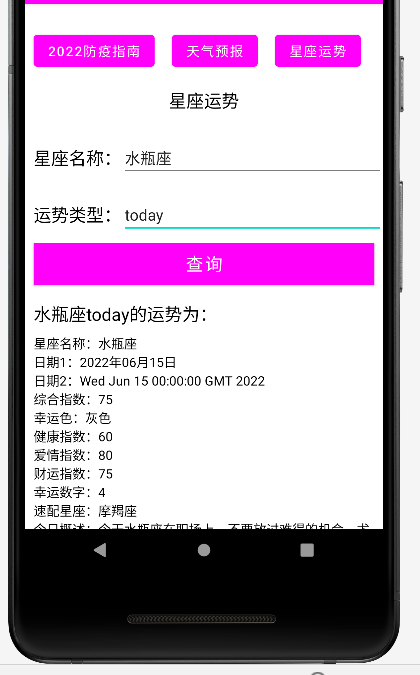 2022防疫指南 天气预报 星座运势
星座运势
星座名称： 水瓶座
运势类型： today
查询
水瓶座today的运势为：
星座名称：水瓶座
日期1：2022年06月15日
日期2：Wed Jun 15 00:00:00 GMT 2022
综合指数：75
幸运色：灰色
健康指数：60
爱情指数：80
财运指数：75
幸运数字：4
速配星座：摩羯座
今日概述：今天水瓶座在职场上，不要放过难得的机会，尤